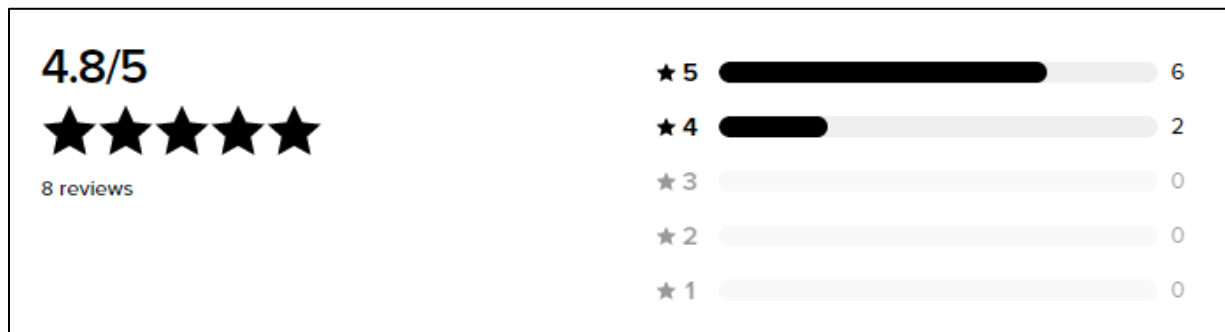 4.8/5
★★★★★
8 reviews
★ 5 6
★ 4 2
★ 3 0
★ 2 0
★ 1 0